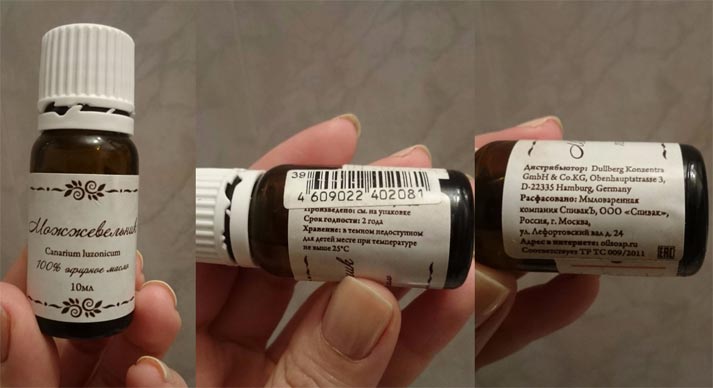 Можжевельник
Canarium luzonicum
100% эфирное масло
10мл
39
4 609022 402081
Произведено: см. на упаковке
Срок годности: 2 года
Хранение: в темном недоступном
для детей месте при температуре
не выше 25°C
Дистрибьютор: Dullberg Konzentra
GmbH & Co.KG, Obenhauptstrasse 3,
D-22335 Hamburg, Germany
Расфасовано: Мыловаренная
компания СпивакЪ, ООО «Спивак»,
Россия, г. Москва,
ул. Лефортовский вал д. 24
Адрес в интернете: oilsoap.ru
Соответствует ТР ТС 009/2011
EAC